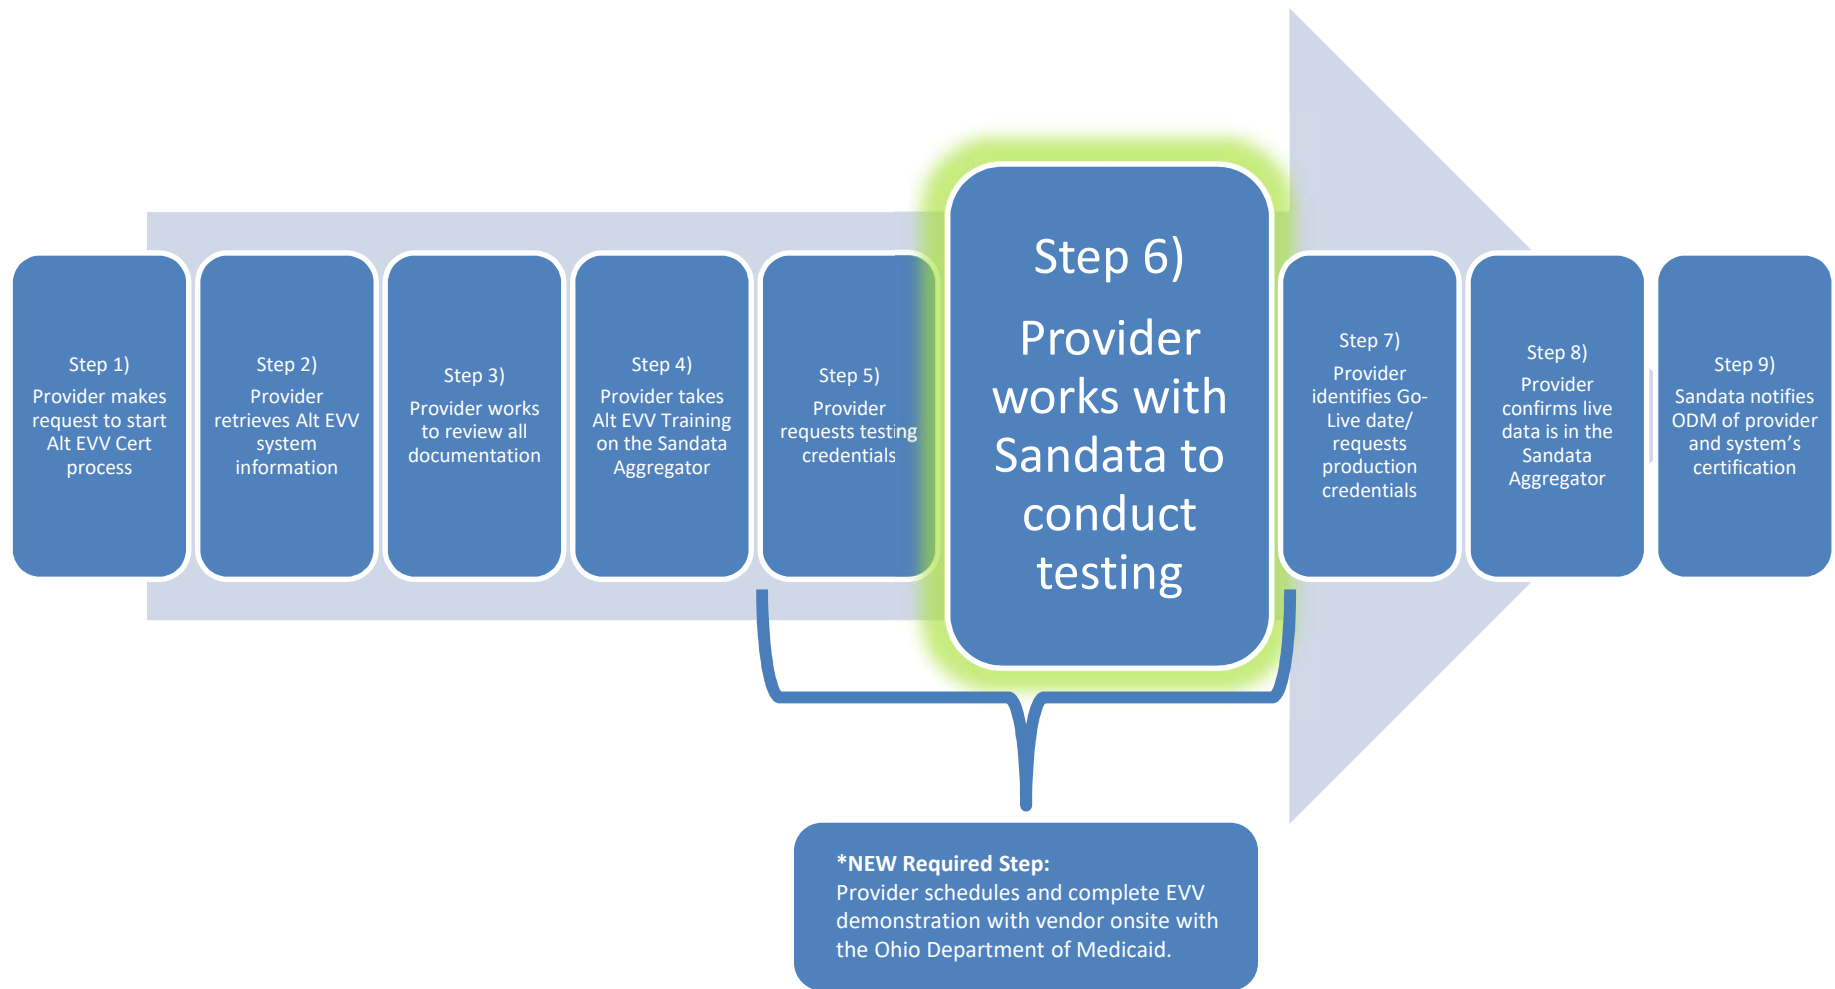 Step 1)
Provider makes
request to start
Alt EVV Cert
process
Step 2)
Provider
retrieves Alt EVV
system
information
Step 3)
Provider works
to review all
documentation
Step 4)
Provider takes
Alt EVV Training
on the Sandata
Aggregator
Step 5)
Provider
requests testing
credentials
Step 6)
Provider
works with
Sandata to
conduct
testing
Step 7)
Provider
identifies Go-
Live date/
requests
production
credentials
Step 8)
Provider
confirms live
data is in the
Sandata
Aggregator
Step 9)
Sandata notifies
ODM of provider
and system’s
certification
*NEW Required Step:
Provider schedules and complete EVV
demonstration with vendor onsite with
the Ohio Department of Medicaid.